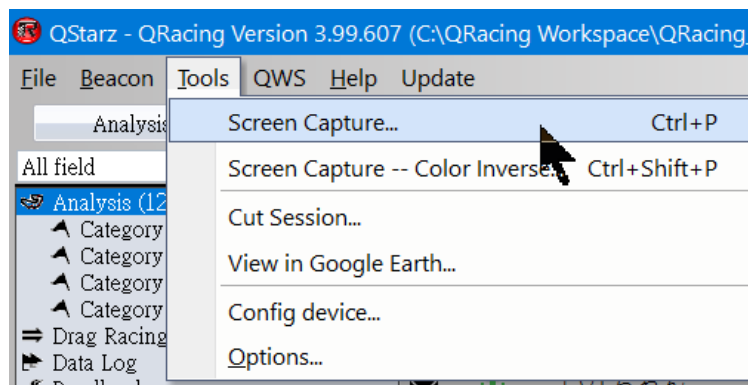 QStarz - QRacing Version 3.99.607 (C:\QRacing Workspace\QRacing
File Beacon Tools QWS Help Update
Analysis
Screen Capture... Ctrl+P
All field
Screen Capture -- Color Inverse... Ctrl+Shift+P
Analysis (12
Cut Session...
Category
Category
View in Google Earth...
Category
Category
Config device...
Drag Racing
Data Log
Options...